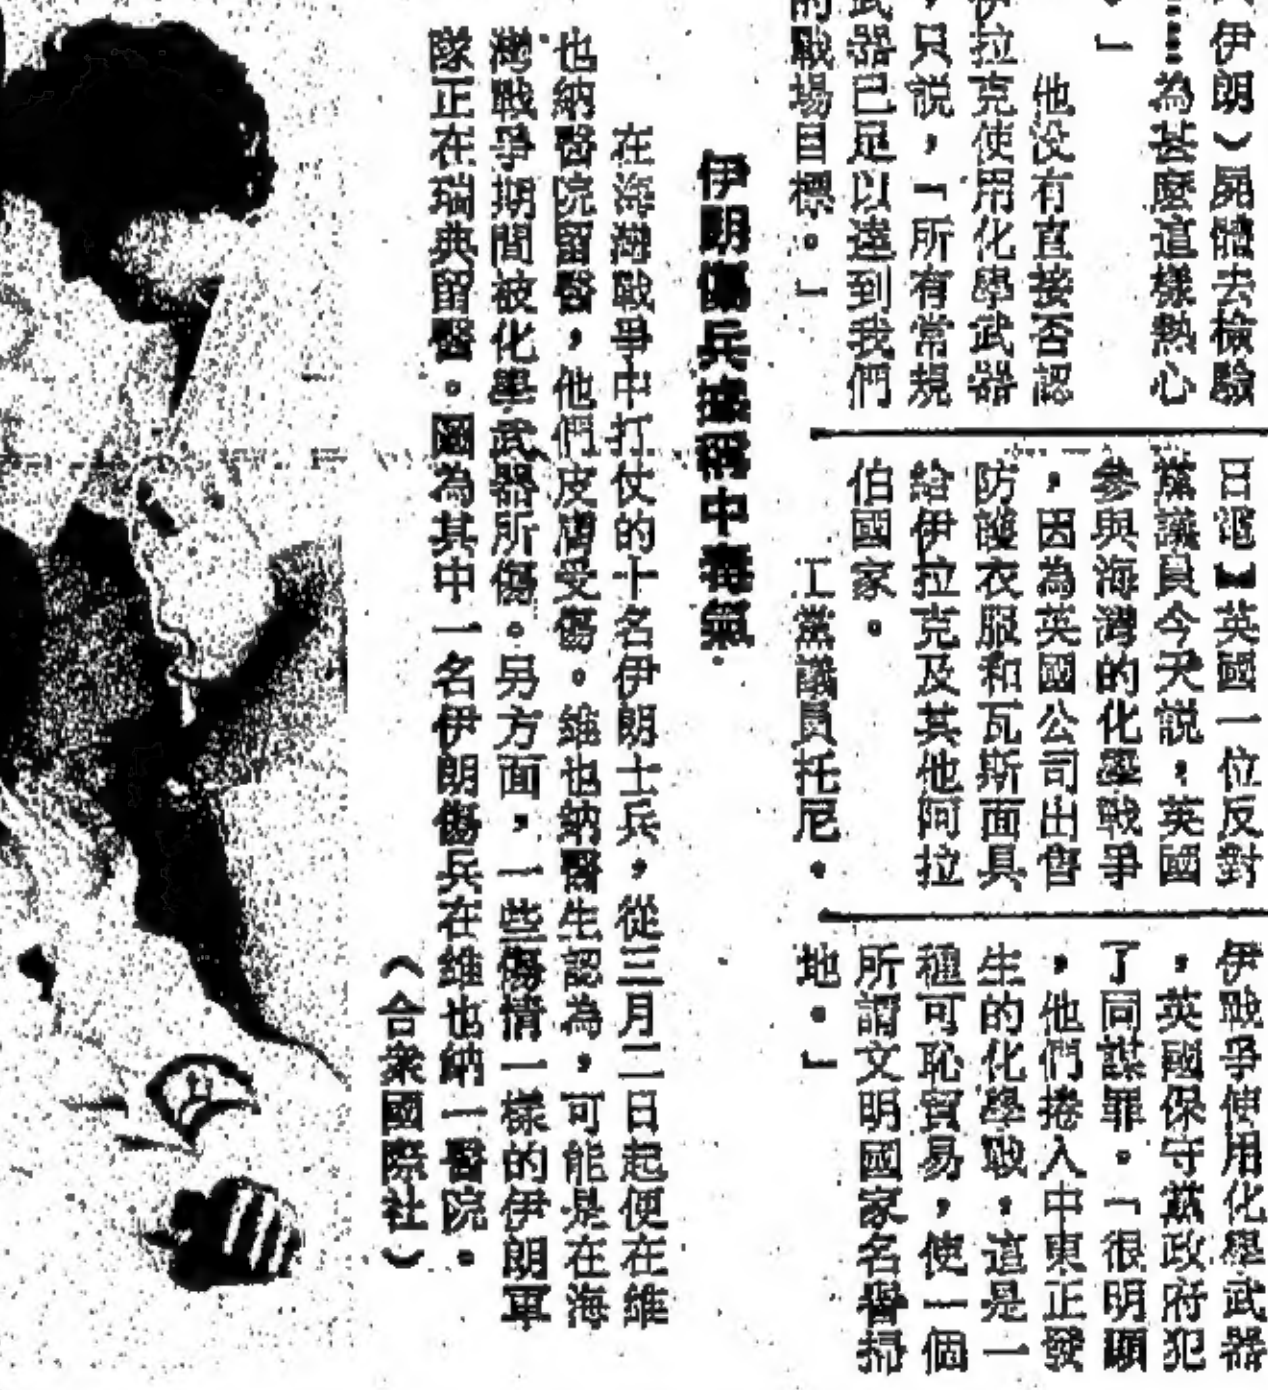 伊朗）屍體去檢驗
……為甚麼這樣熱心
。」
他没有直接否認
伊拉克使用化學武器
，只説，「所有常規
武器已足以達到我們
的戰場目標。」
日電】英國一位反對
黨議員今天説，英國
參與海灣的化學戰爭
，因為英國公司出售
防護衣服和瓦斯面具
給伊拉克及其他阿拉
伯國家。
工黨議員托尼．
伊戰爭使用化學武器
，英國保守黨政府犯
了同謀罪。「很明顯
，他們捲入中東正發
生的化學戰，這是一
種可恥貿易，使一個
所謂文明國家名譽掃
地。」
伊朗傷兵據稱中毒氣
在海灣戰爭中打仗的十名伊朗士兵，從三月二日起便在維
也納醫院留醫，他們皮膚受傷。維也納醫生認為，可能是在海
灣戰爭期間被化學武器所傷。另方面，一些傷情一樣的伊朗軍
隊正在瑞典留醫。圖為其中一名伊朗傷兵在維也納一醫院。
（合衆國際社）